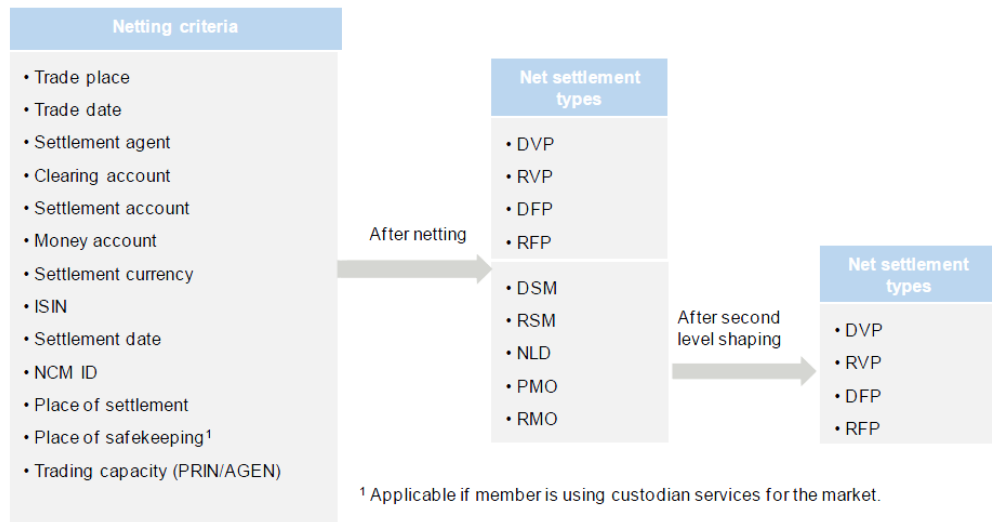 Netting criteria
• Trade place
• Trade date
• Settlement agent
• Clearing account
• Settlement account
• Money account
• Settlement currency
• ISIN
• Settlement date
• NCM ID
• Place of settlement
• Place of safekeeping¹
• Trading capacity (PRIN/AGEN)
After netting
Net settlement
types
• DVP
• RVP
• DFP
• RFP
• DSM
• RSM
• NLD
• PMO
• RMO
After second
level shaping
Net settlement
types
• DVP
• RVP
• DFP
• RFP
¹ Applicable if member is using custodian services for the market.